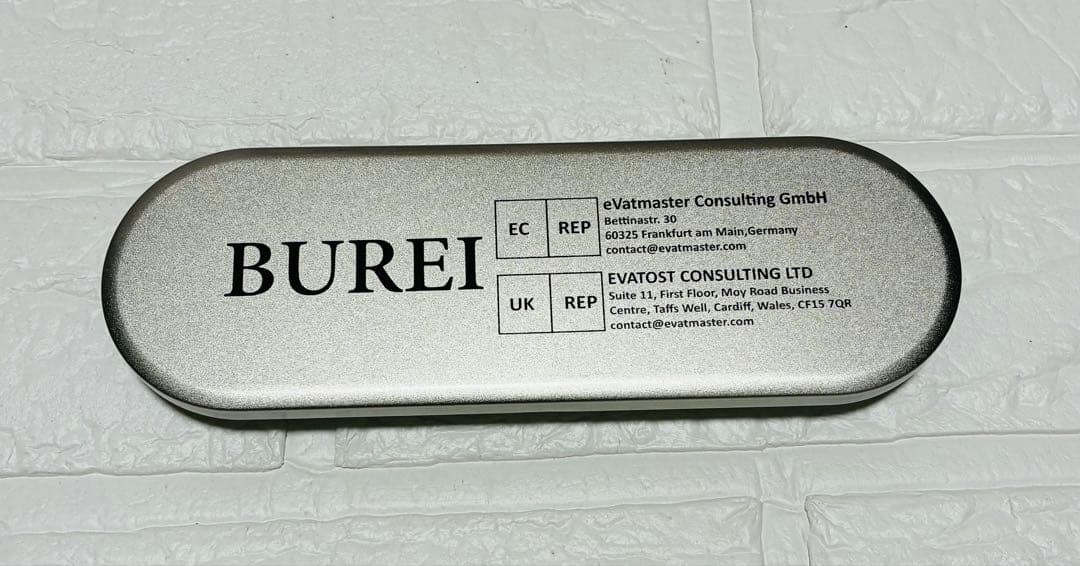 BUREI
EC REP
eVatmaster Consulting GmbH
Bettinastr. 30
60325 Frankfurt am Main,Germany
contact@evatmaster.com
UK REP
EVATOST CONSULTING LTD
Suite 11, First Floor, Moy Road Business
Centre, Taffs Well, Cardiff, Wales, CF15 7QR
contact@evatmaster.com